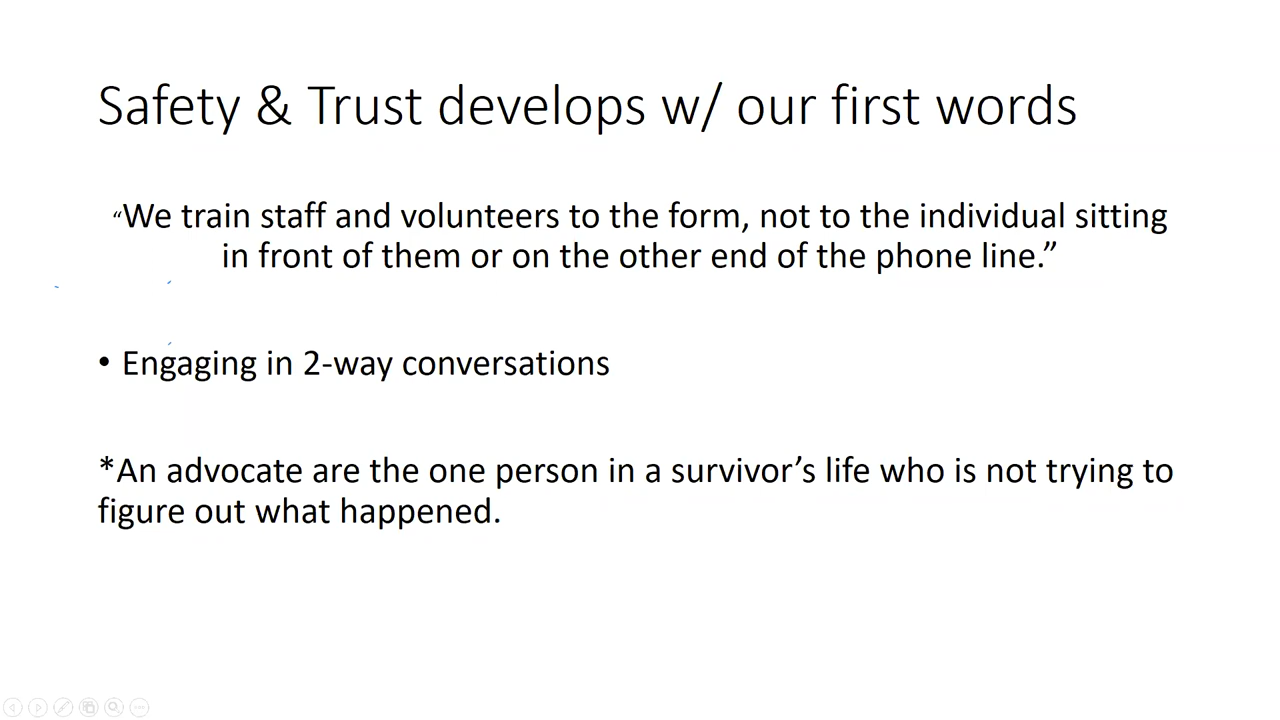 Safety & Trust develops w/ our first words
“We train staff and volunteers to the form, not to the individual sitting
in front of them or on the other end of the phone line.”
• Engaging in 2-way conversations
*An advocate are the one person in a survivor’s life who is not trying to
figure out what happened.